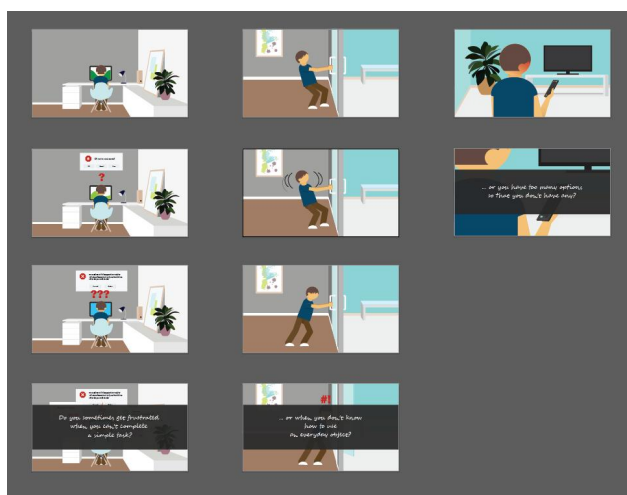 ?
... or you have too many options
so that you don't have any?
???
Do you sometimes get frustrated
when you can't complete
a simple task?
#!
... or when you don't know
how to use
an everyday object?